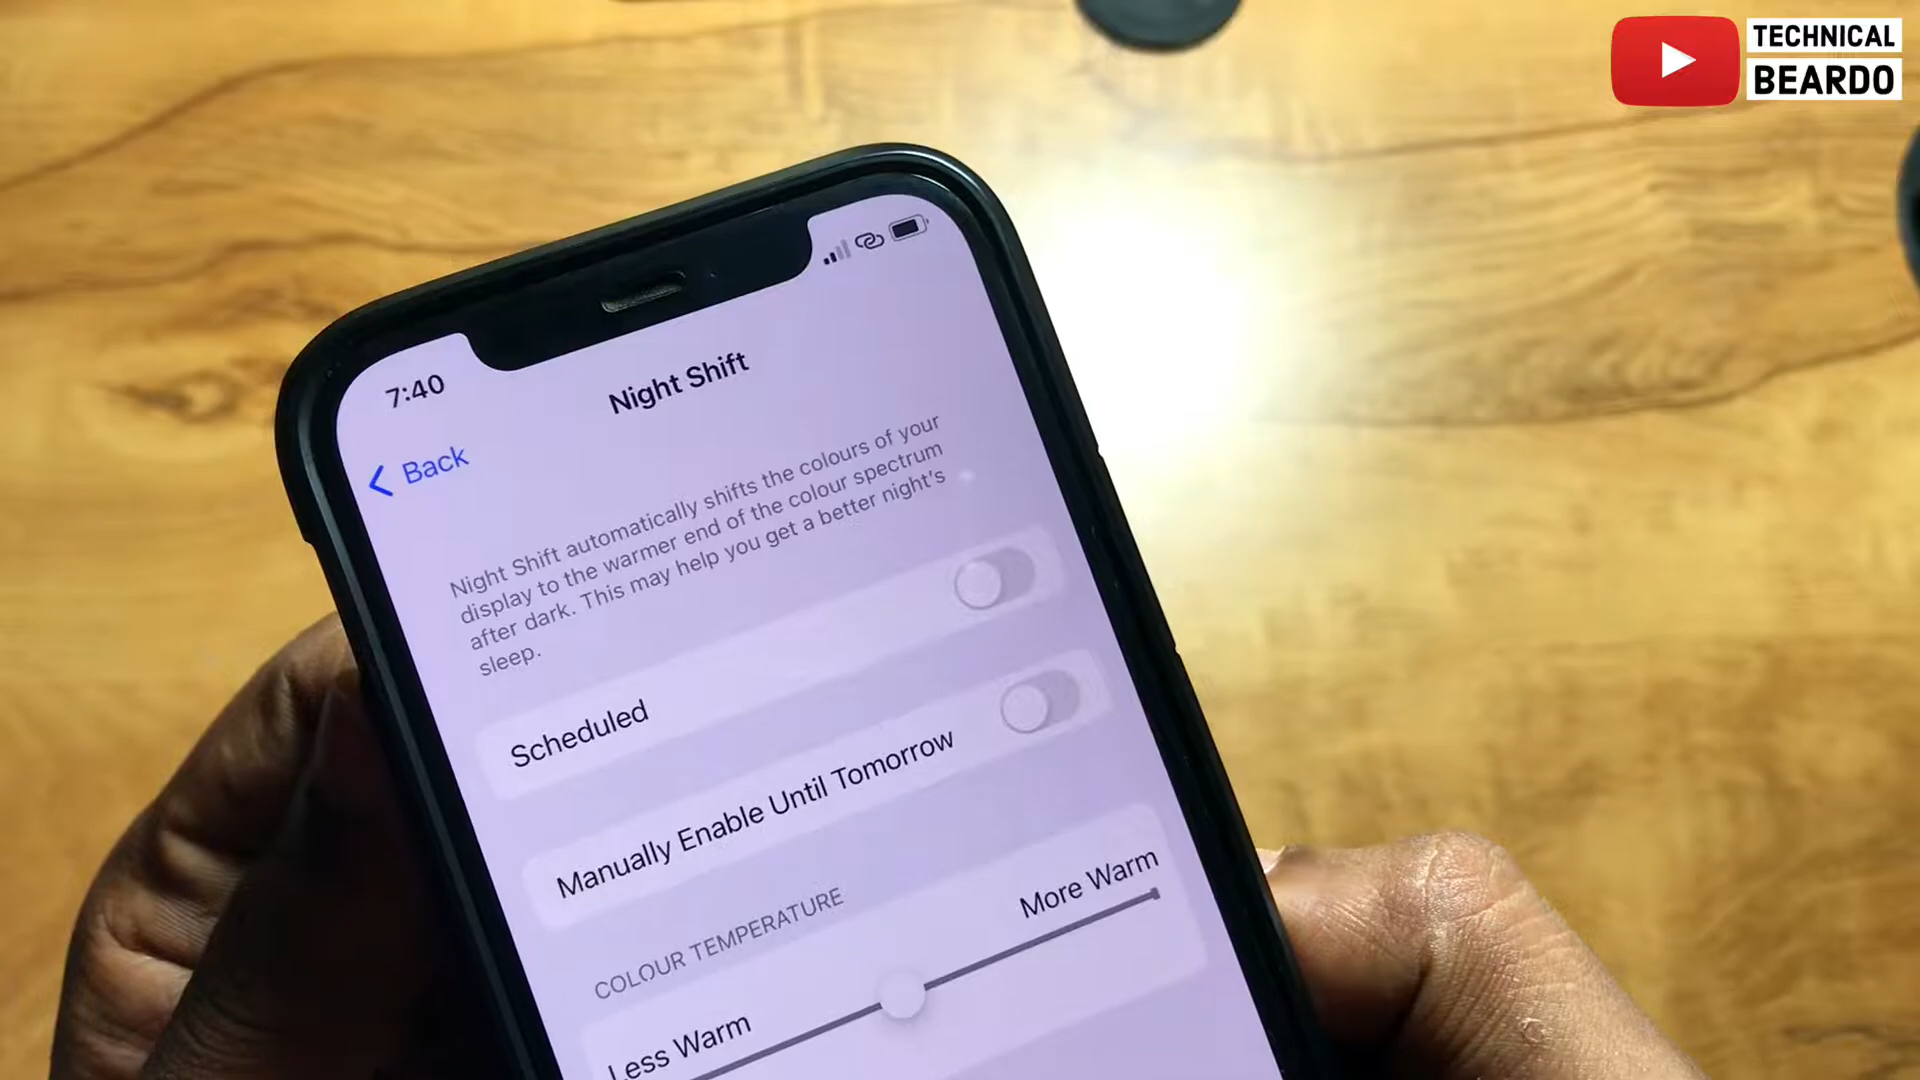 TECHNICAL
BEARDO
7:40
Night Shift
Back
Night Shift automatically shifts the colours of your
display to the warmer end of the colour spectrum
after dark. This may help you get a better night's
sleep.
Scheduled
Manually Enable Until Tomorrow
COLOUR TEMPERATURE
Less Warm
More Warm